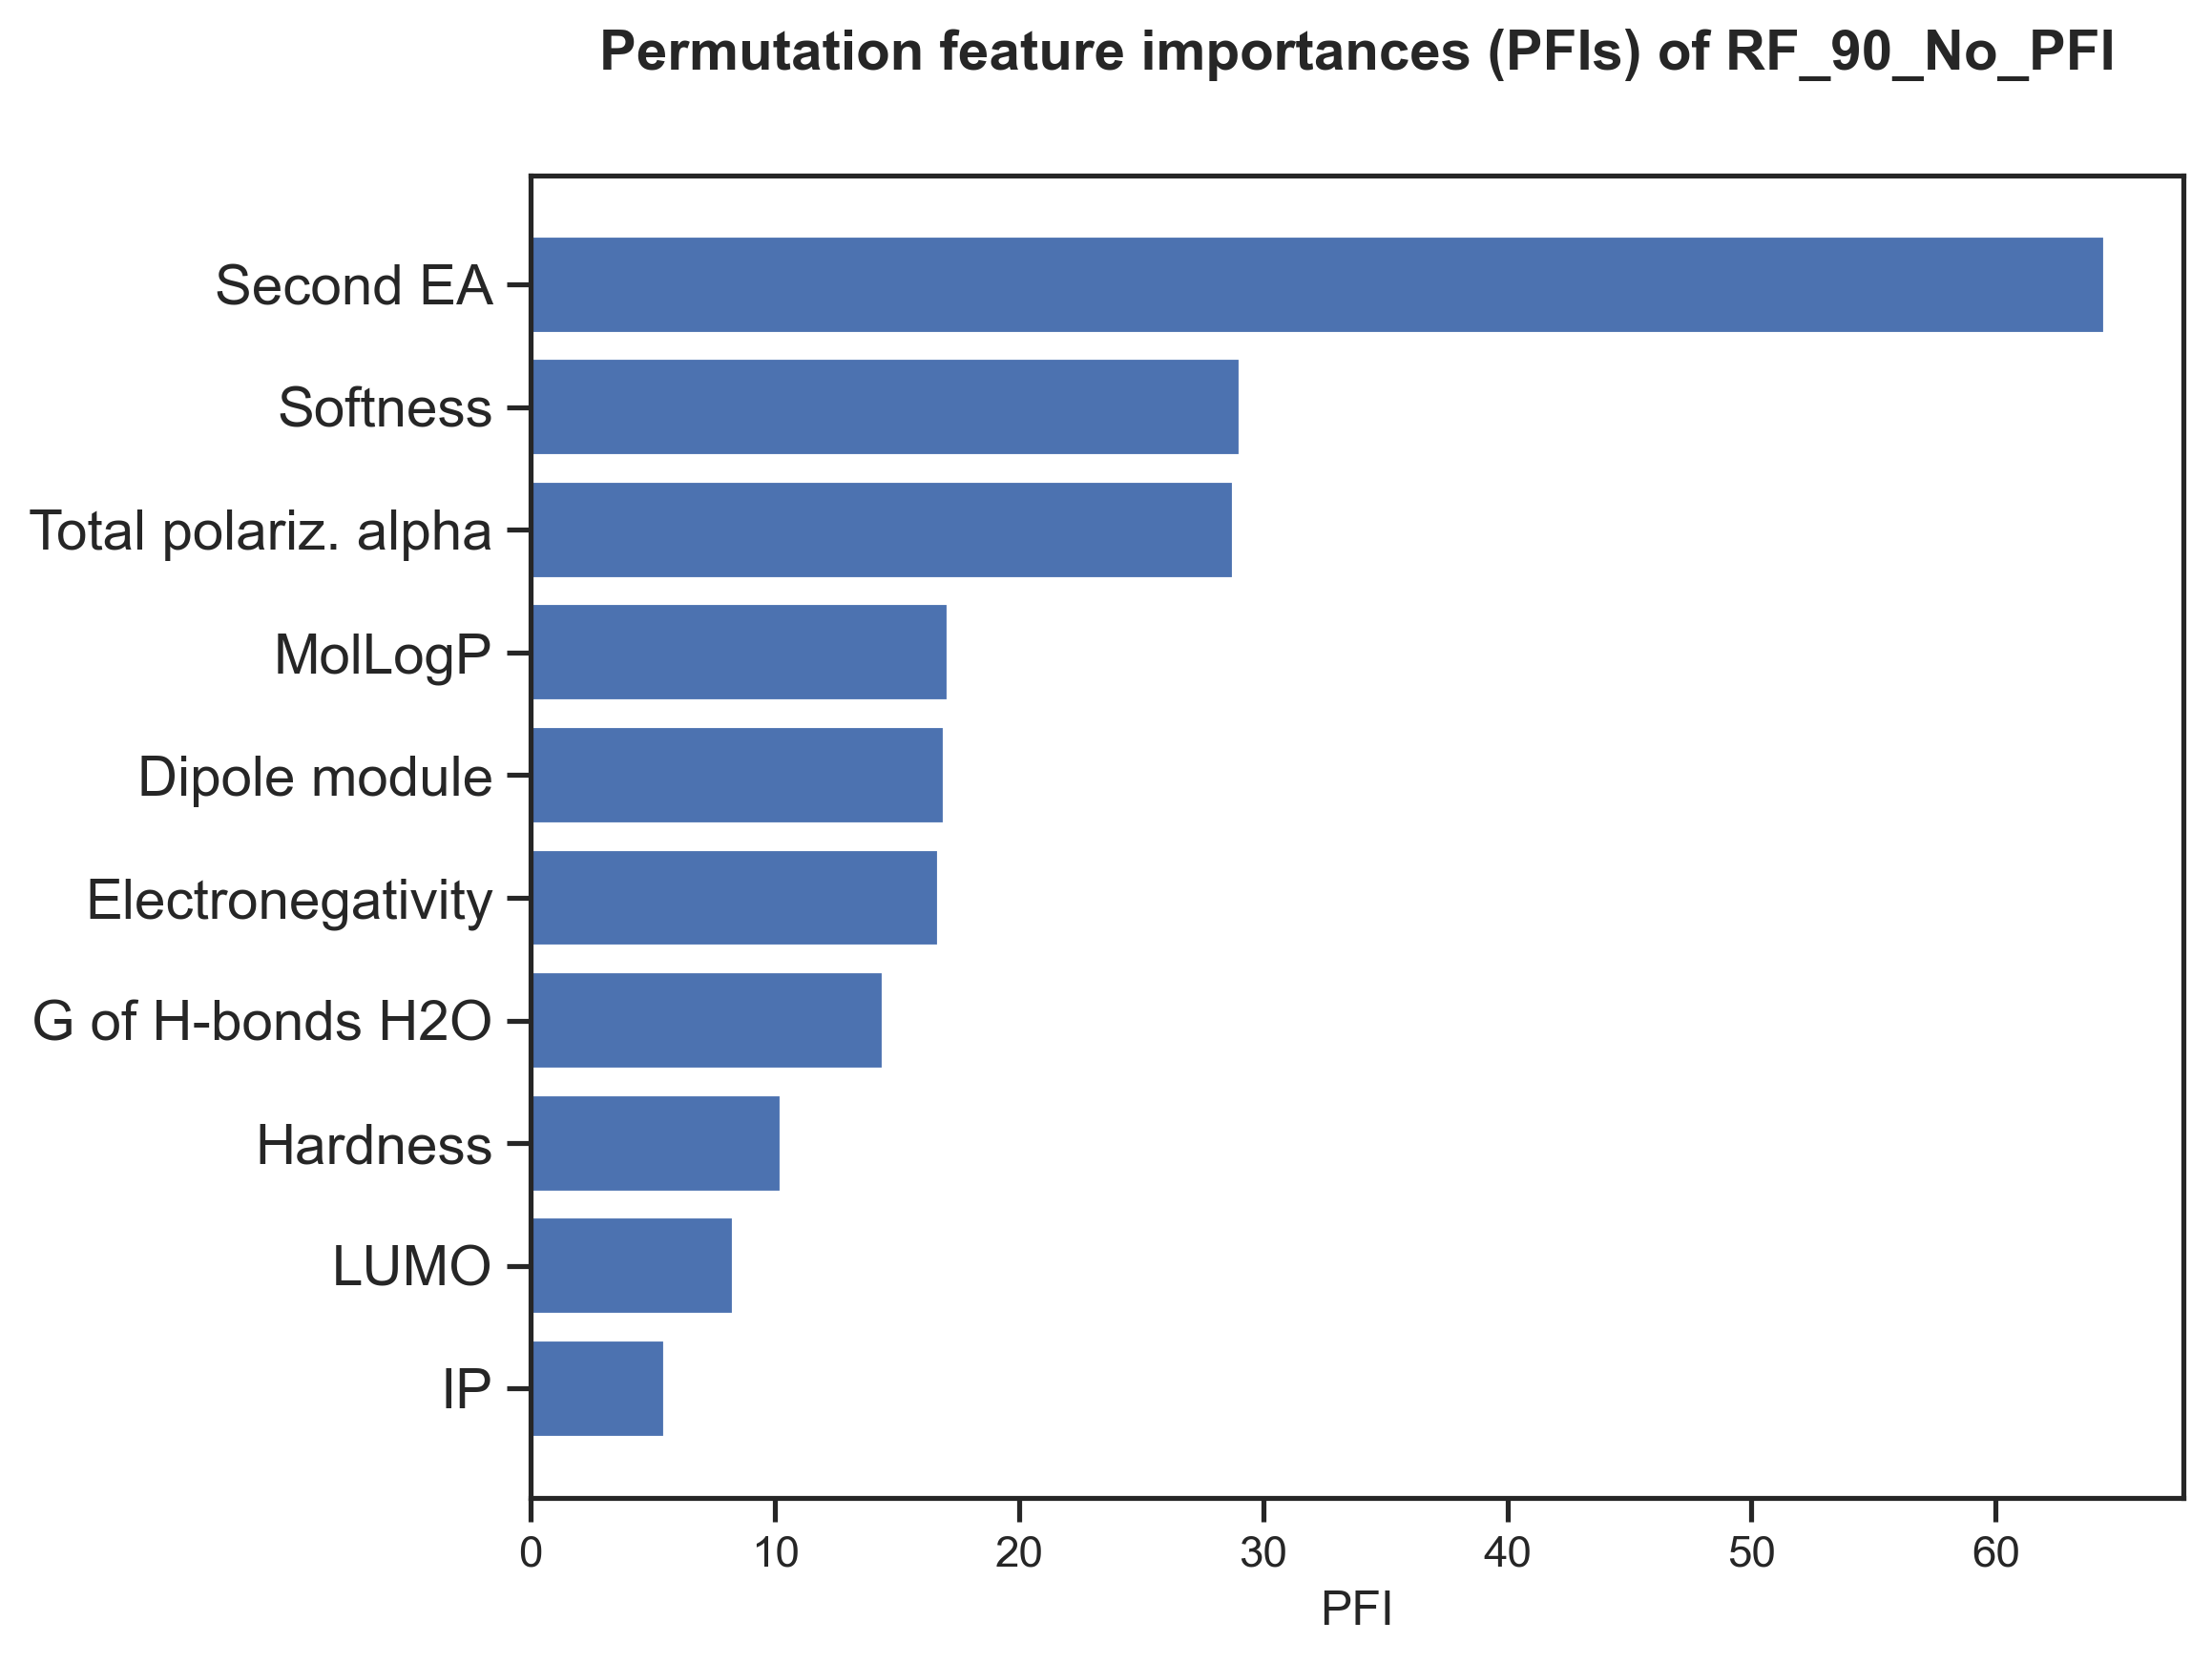 Permutation feature importances (PFIs) of RF_90_No_PFI
Second EA
Softness
Total polariz. alpha
MolLogP
Dipole module
Electronegativity
G of H-bonds H2O
Hardness
LUMO
IP
0 10 20 30 40 50 60
PFI